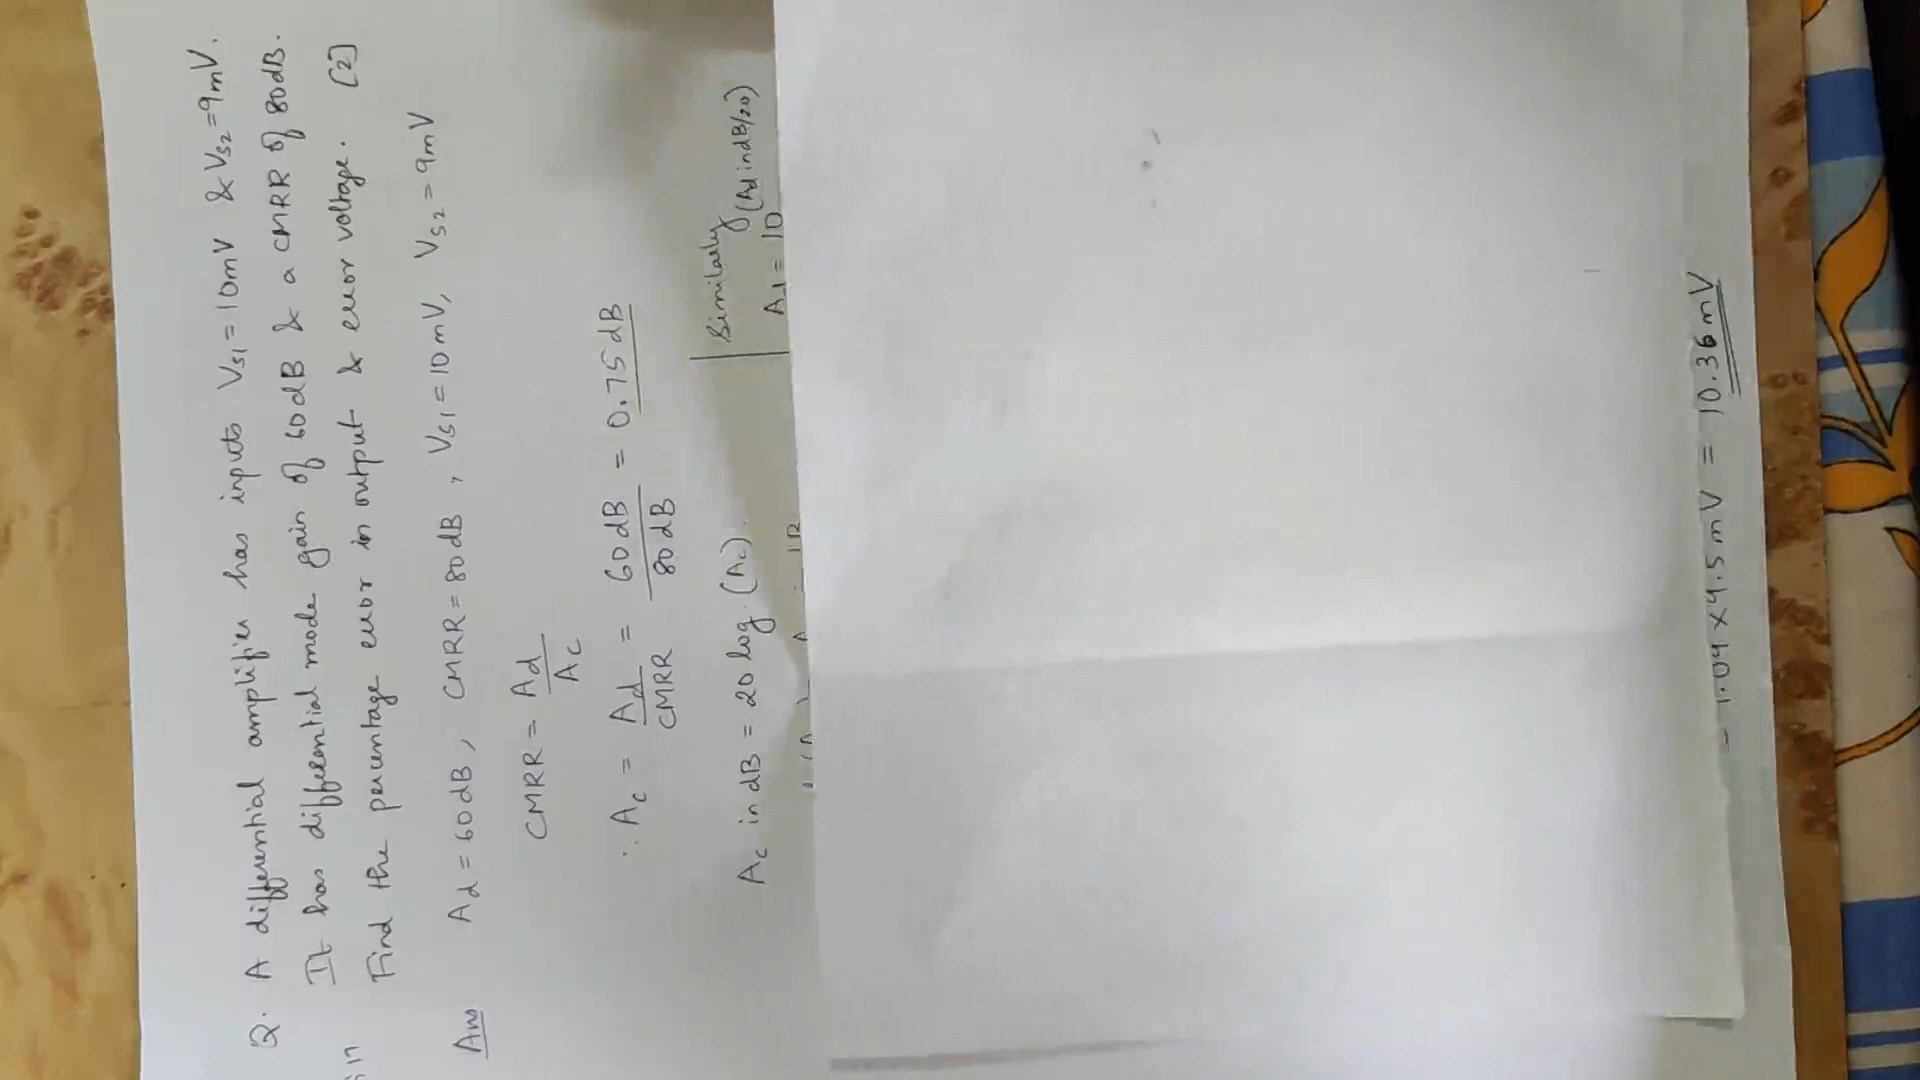 Q. A differential amplifier has inputs Vs1 = 10mV & Vs2 = 9mV.
It has differential mode gain of 60dB & a CMRR of 80dB.
in
Find the percentage error in output & error voltage. [2]
Ans Ad = 60dB, CMRR = 80dB, Vs1 = 10mV, Vs2 = 9mV
CMRR = Ad/Ac
∴ Ac = Ad/CMRR = 60dB/80dB = 0.75dB
Ac in dB = 20 log (Ac).
Similarly
Ad = 10^(Ad in dB/20)
= 1.09 × 9.5mV = 10.36mV